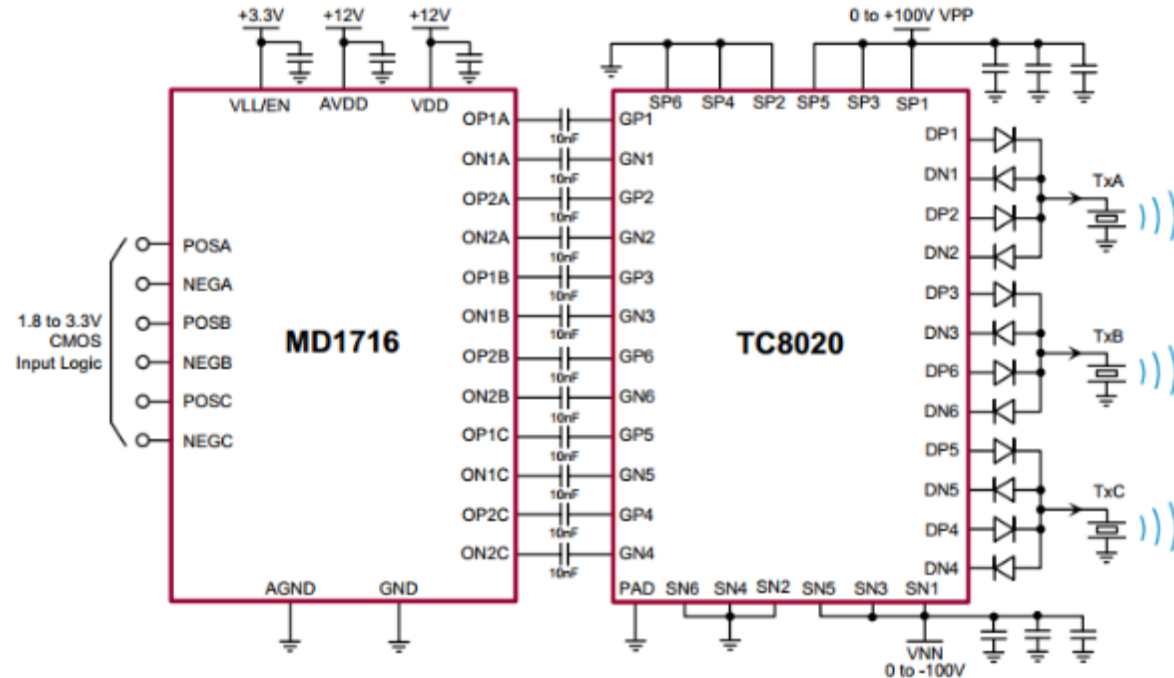 +3.3V
+12V
+12V
0 to +100V VPP
VLL/EN
AVDD
VDD
SP6
SP4
SP2
SP5
SP3
SP1
OP1A
10nF
GP1
ON1A
10nF
GN1
OP2A
10nF
GP2
ON2A
10nF
GN2
OP1B
10nF
GP3
ON1B
10nF
GN3
OP2B
10nF
GP6
ON2B
10nF
GN6
OP1C
10nF
GP5
ON1C
10nF
GN5
OP2C
10nF
GP4
ON2C
10nF
GN4
POSA
NEGA
POSB
NEGB
POSC
NEGC
1.8 to 3.3V
CMOS
Input Logic
MD1716
TC8020
DP1
DN1
DP2
DN2
DP3
DN3
DP6
DN6
DP5
DN5
DP4
DN4
TxA
TxB
TxC
AGND
GND
PAD
SN6
SN4
SN2
SN5
SN3
SN1
VNN
0 to -100V